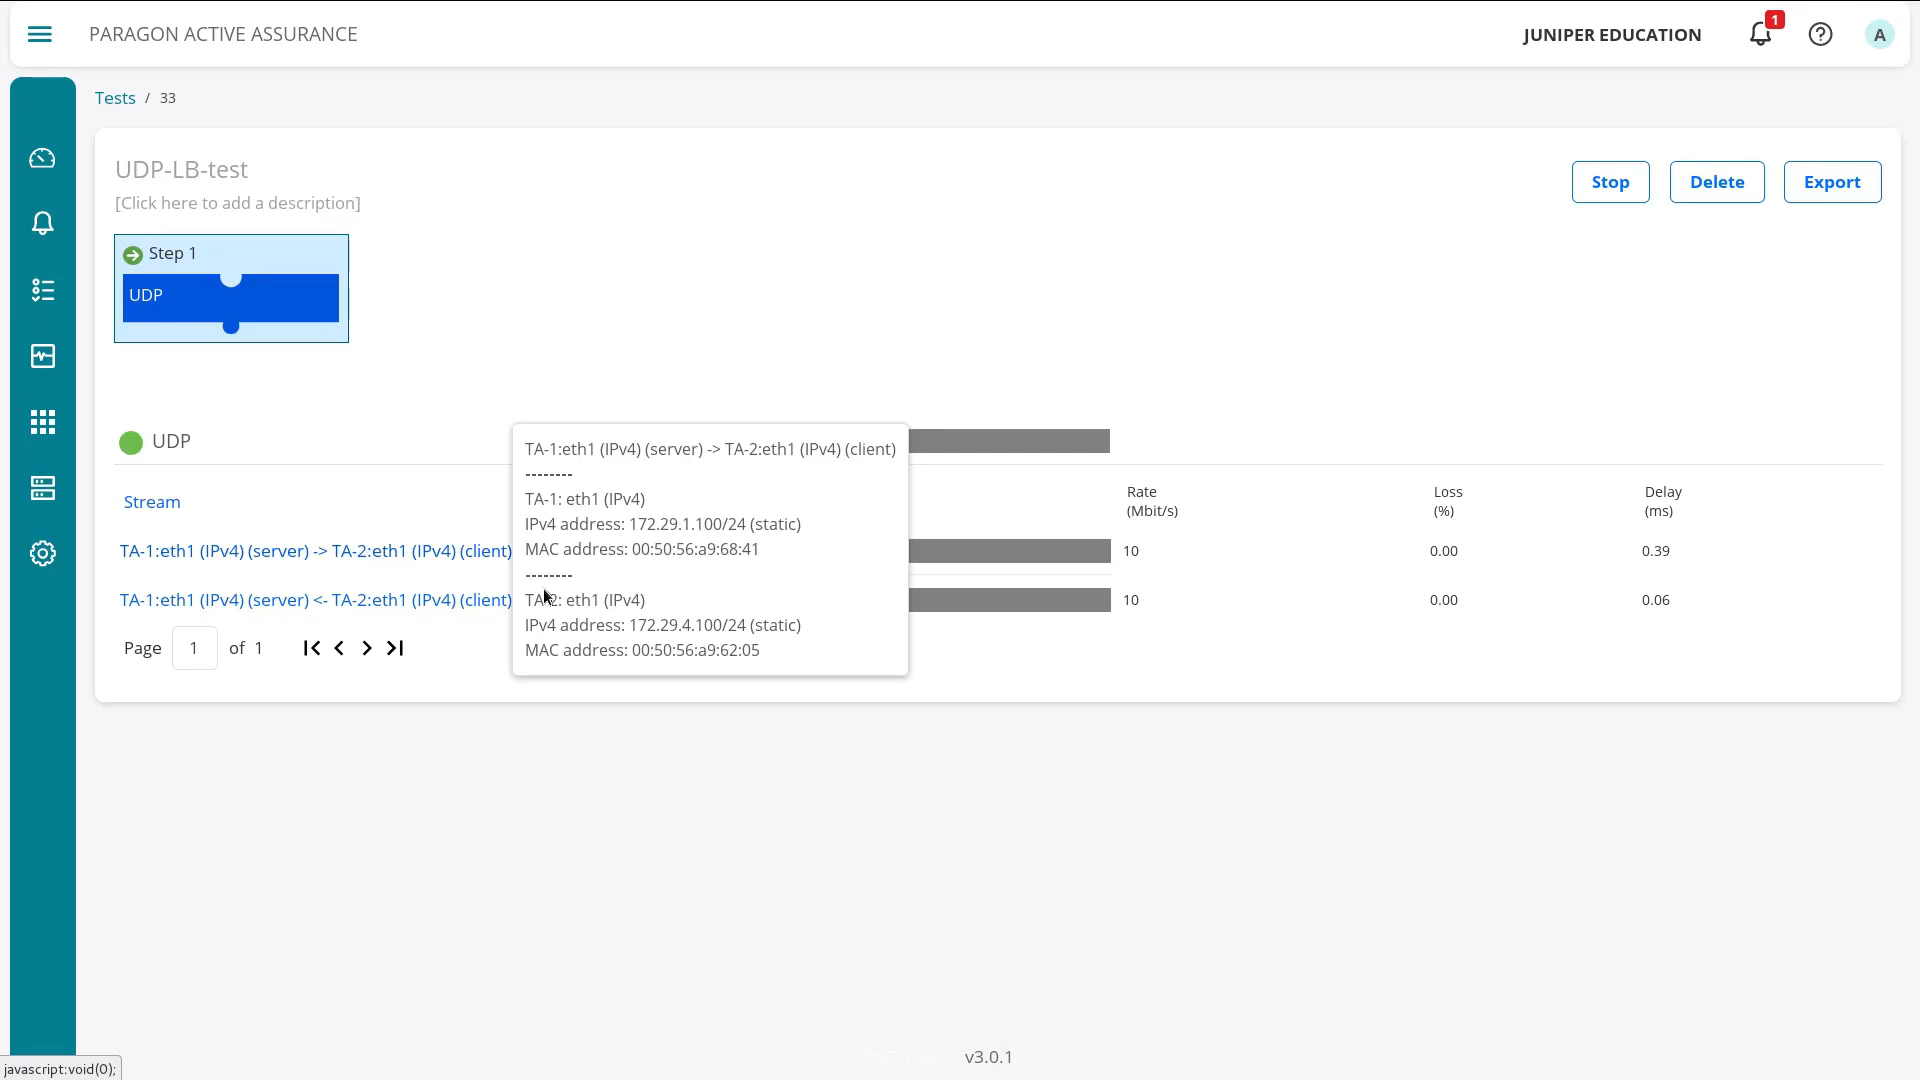 PARAGON ACTIVE ASSURANCE
JUNIPER EDUCATION
1
A
Tests / 33
UDP-LB-test
[Click here to add a description]
Stop
Delete
Export
Step 1
UDP
UDP
Stream
Rate
(Mbit/s)
Loss
(%)
Delay
(ms)
TA-1:eth1 (IPv4) (server) -> TA-2:eth1 (IPv4) (client)
10
0.00
0.39
TA-1:eth1 (IPv4) (server) <- TA-2:eth1 (IPv4) (client)
10
0.00
0.06
Page 1 of 1
TA-1:eth1 (IPv4) (server) -> TA-2:eth1 (IPv4) (client)
--------
TA-1: eth1 (IPv4)
IPv4 address: 172.29.1.100/24 (static)
MAC address: 00:50:56:a9:68:41
--------
TA-2: eth1 (IPv4)
IPv4 address: 172.29.4.100/24 (static)
MAC address: 00:50:56:a9:62:05
v3.0.1
javascript:void(0);